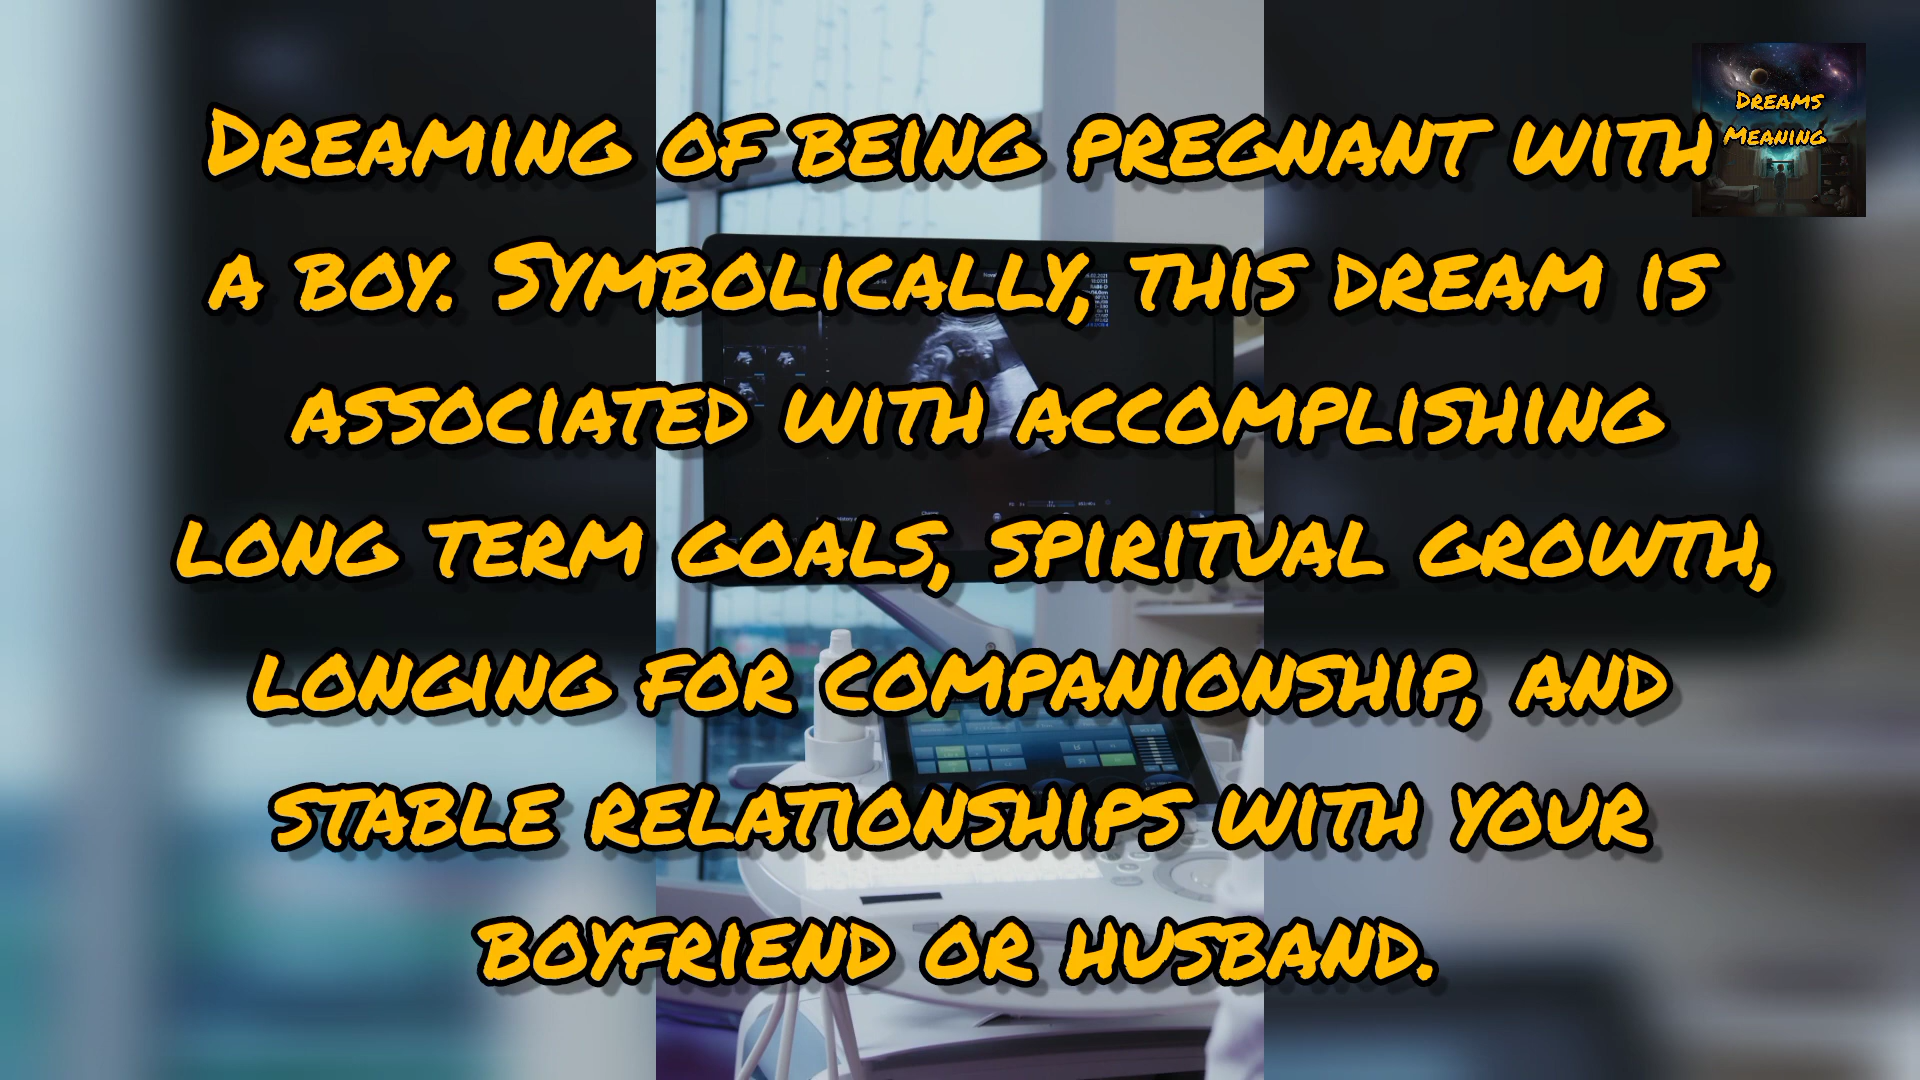 Dreaming of being pregnant with
a boy. Symbolically, this dream is
associated with accomplishing
long term goals, spiritual growth,
longing for companionship, and
stable relationships with your
boyfriend or husband.
Dreams
Meaning